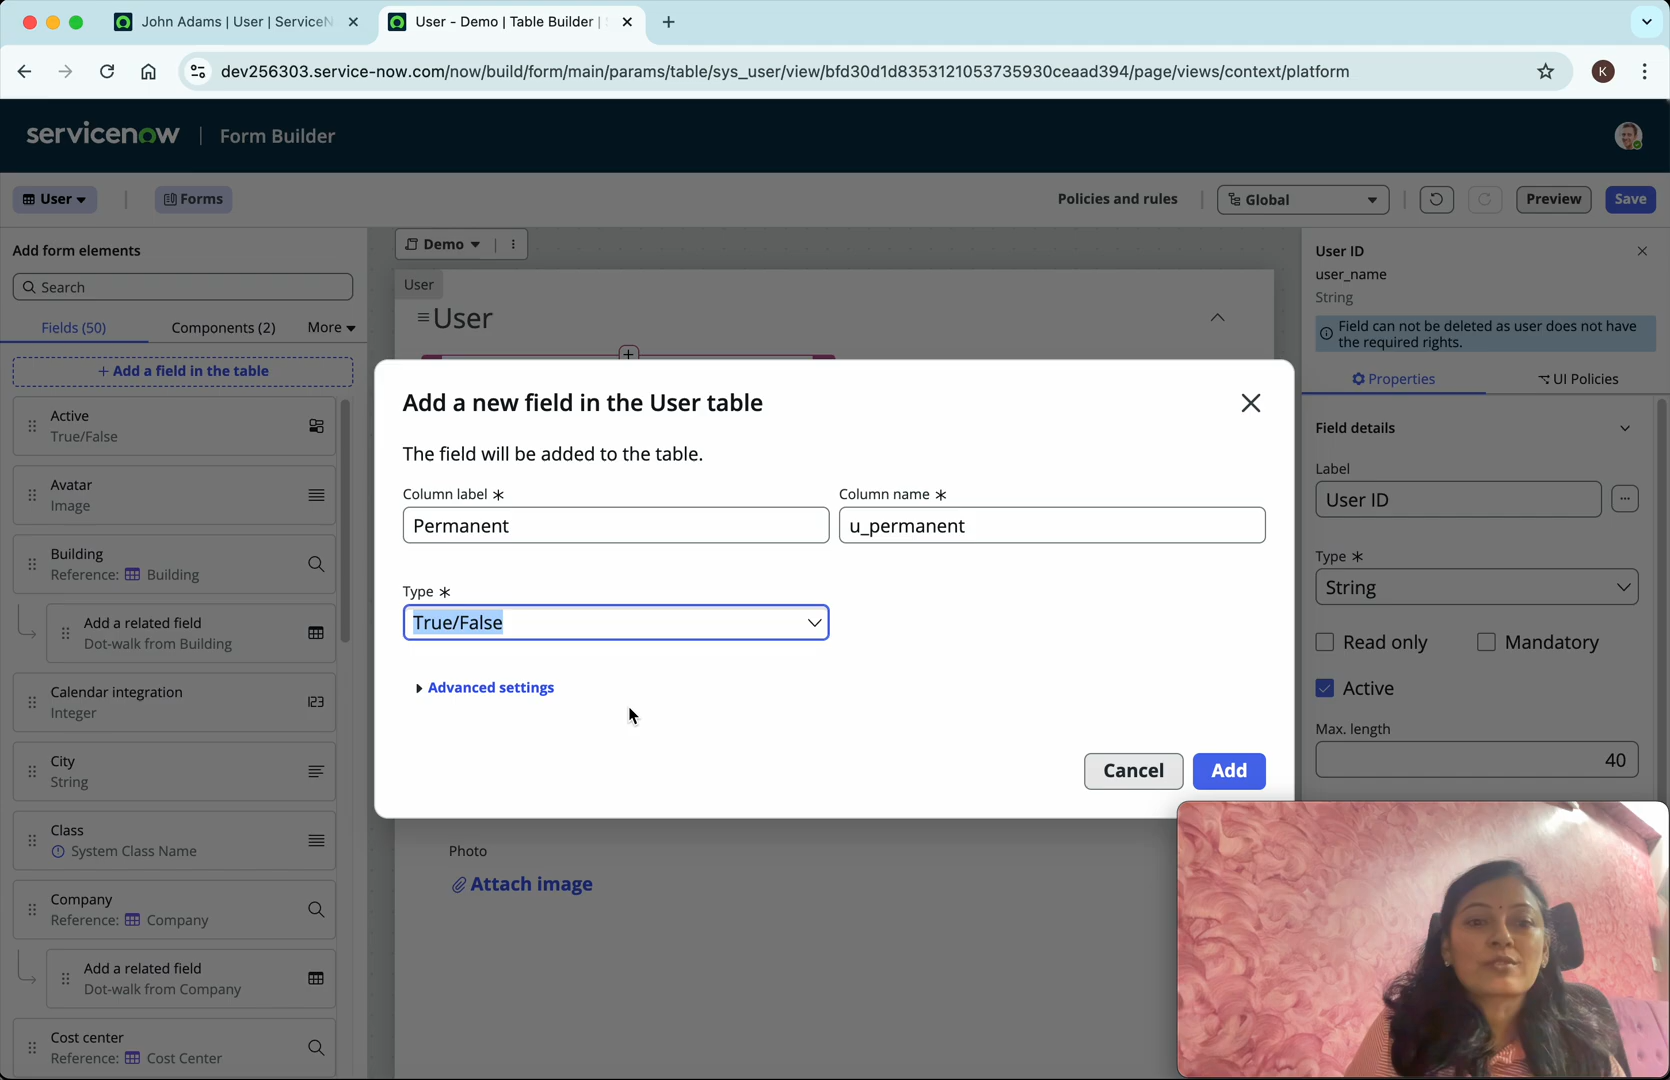 John Adams | User | ServiceN
User - Demo | Table Builder |
dev256303.service-now.com/now/build/form/main/params/table/sys_user/view/bfd30d1d8353121053735930ceaad394/page/views/context/platform
K
servicenow | Form Builder
User
Forms
Policies and rules
Global
Preview
Save
Add form elements
Search
Fields (50)
Components (2)
More
+ Add a field in the table
Active
True/False
Avatar
Image
Building
Reference: Building
Add a related field
Dot-walk from Building
Calendar integration
Integer
City
String
Class
System Class Name
Company
Reference: Company
Add a related field
Dot-walk from Company
Cost center
Reference: Cost Center
Demo
User
User
Add a new field in the User table
The field will be added to the table.
Column label *
Permanent
Column name *
u_permanent
Type *
True/False
Advanced settings
Cancel
Add
Photo
Attach image
User ID
user_name
String
Field can not be deleted as user does not have
the required rights.
Properties
UI Policies
Field details
Label
User ID
Type *
String
Read only
Mandatory
Active
Max. length
40